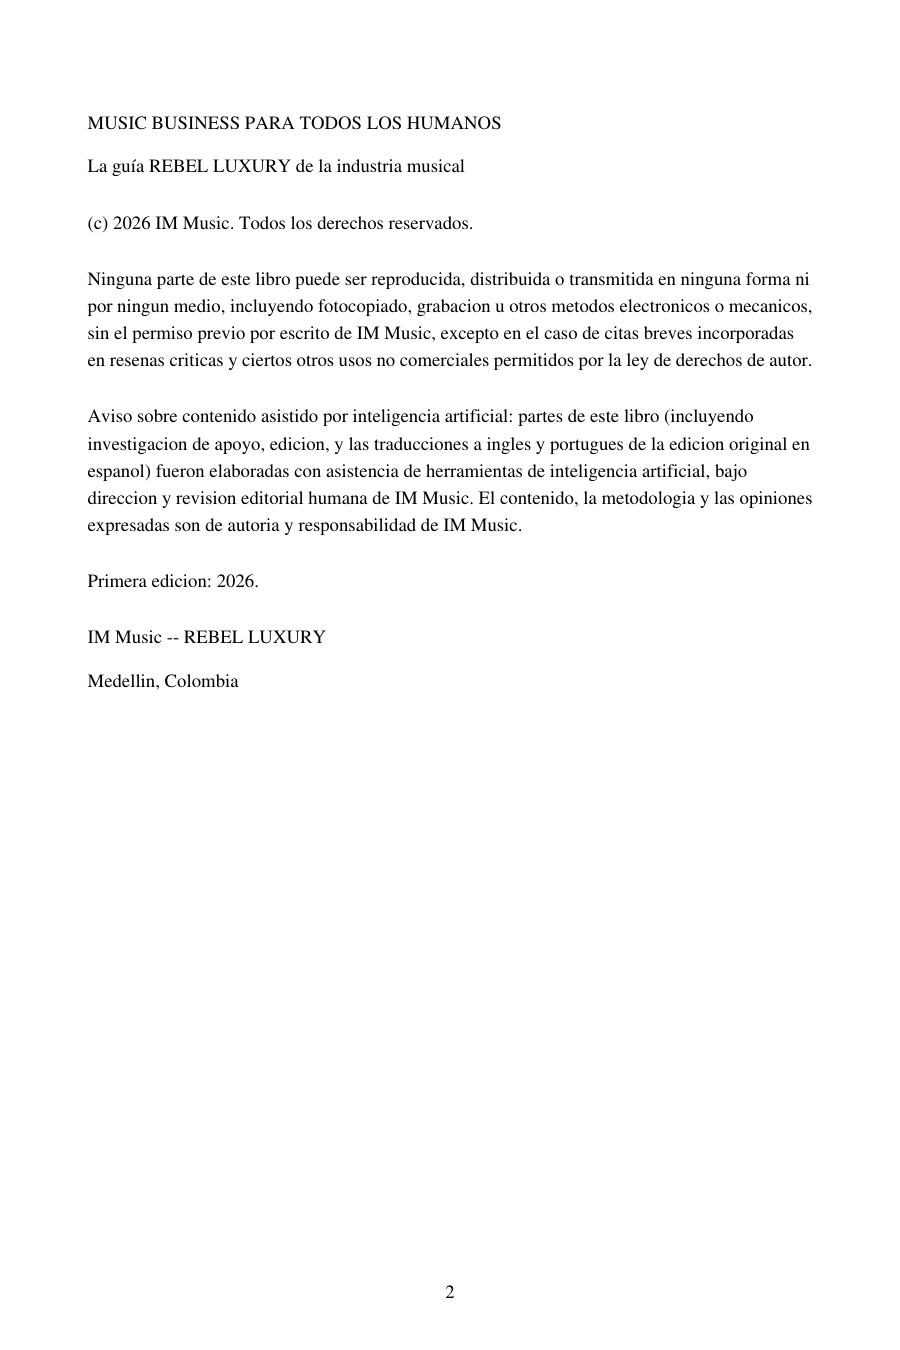 MUSIC BUSINESS PARA TODOS LOS HUMANOS
La guía REBEL LUXURY de la industria musical
(c) 2026 IM Music. Todos los derechos reservados.
Ninguna parte de este libro puede ser reproducida, distribuida o transmitida en ninguna forma ni
por ningun medio, incluyendo fotocopiado, grabacion u otros metodos electronicos o mecanicos,
sin el permiso previo por escrito de IM Music, excepto en el caso de citas breves incorporadas
en resenas criticas y ciertos otros usos no comerciales permitidos por la ley de derechos de autor.
Aviso sobre contenido asistido por inteligencia artificial: partes de este libro (incluyendo
investigacion de apoyo, edicion, y las traducciones a ingles y portugues de la edicion original en
espanol) fueron elaboradas con asistencia de herramientas de inteligencia artificial, bajo
direccion y revision editorial humana de IM Music. El contenido, la metodologia y las opiniones
expresadas son de autoria y responsabilidad de IM Music.
Primera edicion: 2026.
IM Music -- REBEL LUXURY
Medellin, Colombia
2